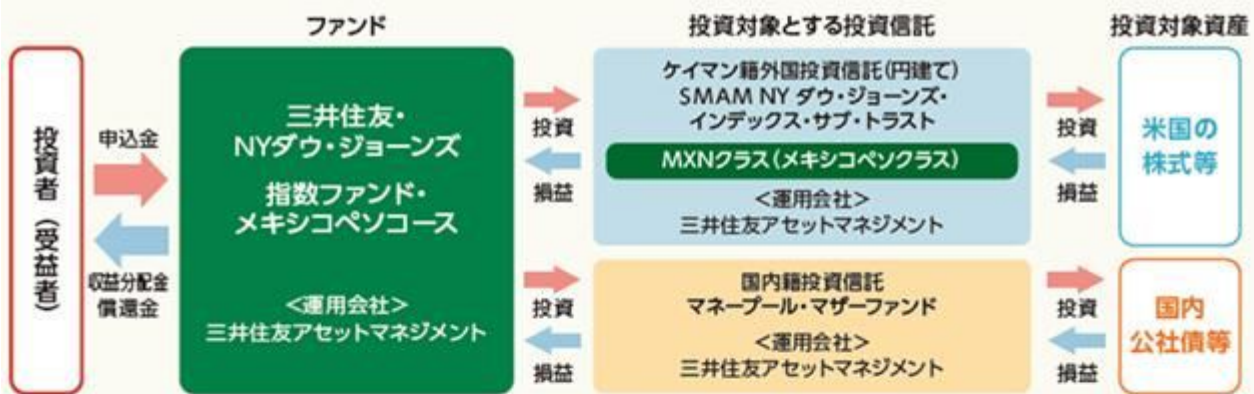 ファンド
投資対象とする投資信託
投資対象資産
投資者(受益者)
申込金
収益分配金
償還金
三井住友・
NYダウ・ジョーンズ
指数ファンド・
メキシコペソコース
<運用会社>
三井住友アセットマネジメント
投資
損益
ケイマン籍外国投資信託(円建て)
SMAM NY ダウ・ジョーンズ・
インデックス・サブ・トラスト
MXNクラス(メキシコペソクラス)
<運用会社>
三井住友アセットマネジメント
投資
損益
米国の
株式等
投資
損益
国内籍投資信託
マネープール・マザーファンド
<運用会社>
三井住友アセットマネジメント
投資
損益
国内
公社債等